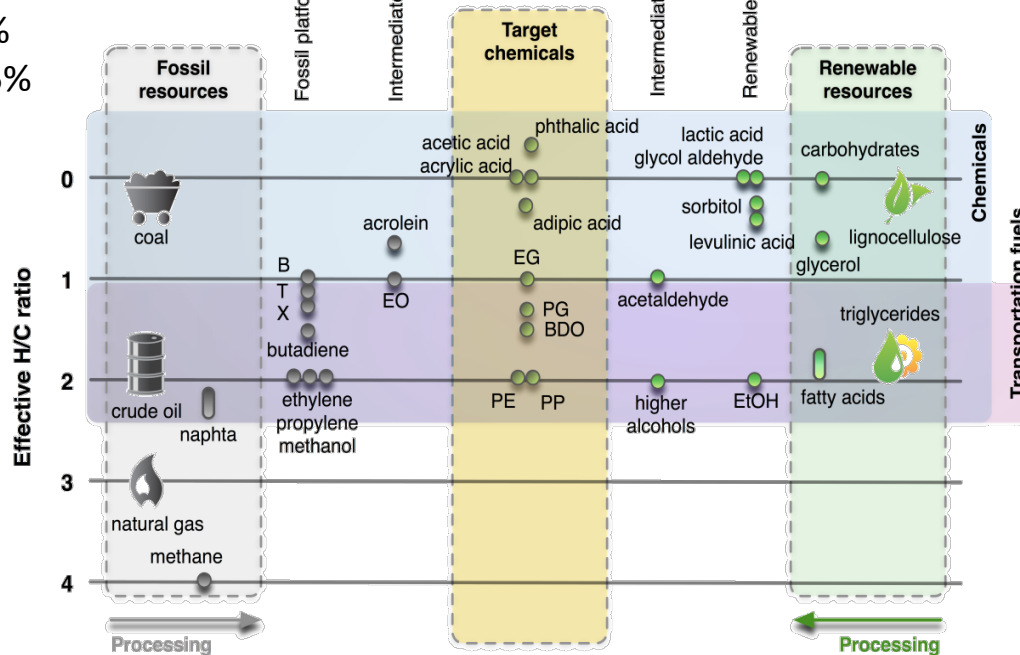 %
%
Fossil
resources
Fossil platf
Intermediate
Target
chemicals
Intermediat
Renewable
Renewable
resources
phthalic acid
acetic acid
acrylic acid
lactic acid
glycol aldehyde
carbohydrates
Chemicals
0
coal
acrolein
adipic acid
sorbitol
levulinic acid
lignocellulose
glycerol
Effective H/C ratio
1
B
T
X
EO
EG
PG
BDO
acetaldehyde
triglycerides
Transportation fuels
butadiene
2
crude oil
naphta
ethylene
propylene
methanol
PE
PP
higher
alcohols
EtOH
fatty acids
3
natural gas
methane
4
Processing
Processing